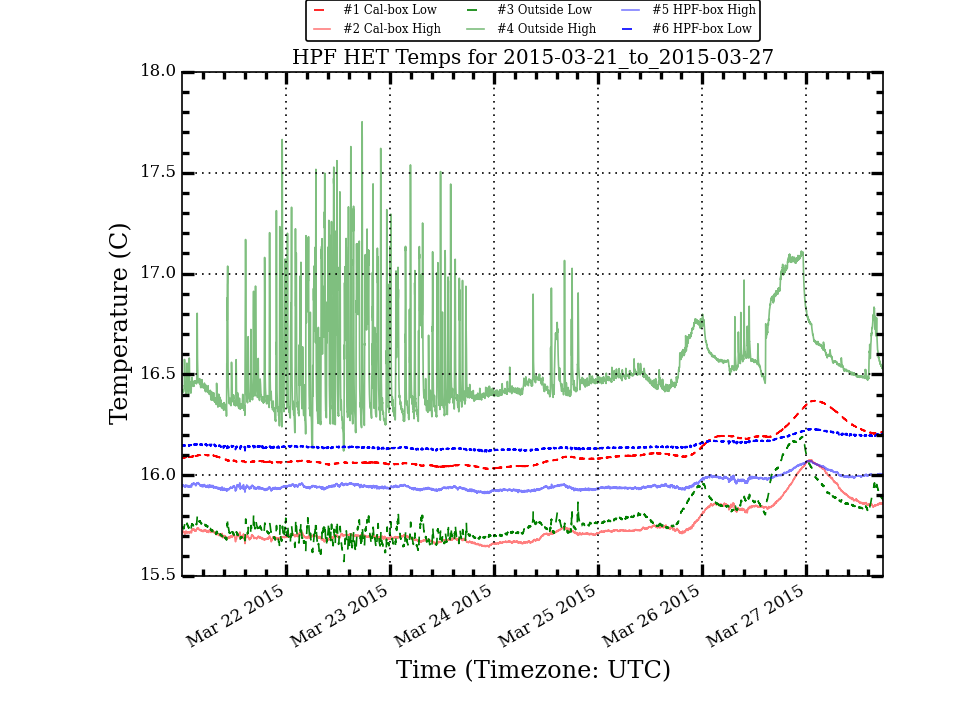 #1 Cal-box Low #3 Outside Low #5 HPF-box High
#2 Cal-box High #4 Outside High #6 HPF-box Low
HPF HET Temps for 2015-03-21_to_2015-03-27
18.0
17.5
17.0
16.5
16.0
15.5
Temperature (C)
Mar 22 2015 Mar 23 2015 Mar 24 2015 Mar 25 2015 Mar 26 2015 Mar 27 2015
Time (Timezone: UTC)